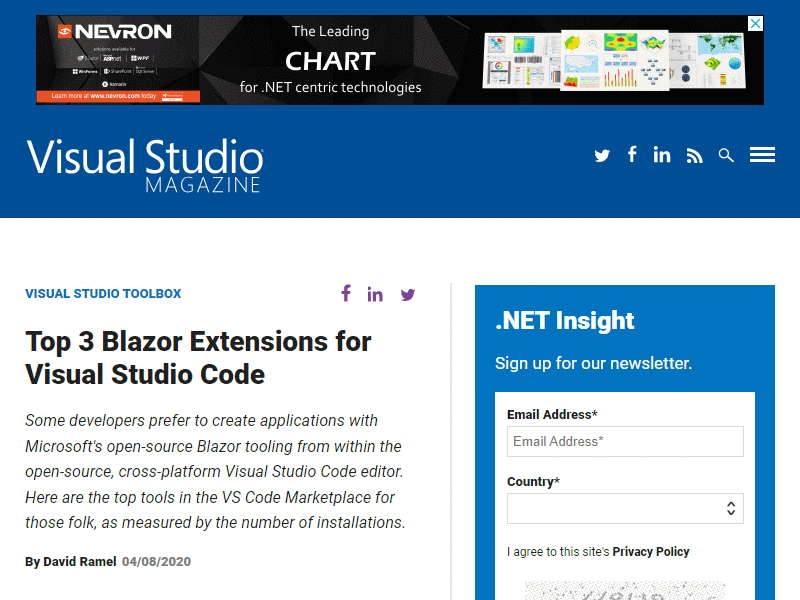 NEVRON
solutions available for
Blazor
ASP.net
WPF
WinForms
SharePoint
SQL Server
Xamarin
Learn more at www.nevron.com today
The Leading
CHART
for .NET centric technologies
Visual Studio
MAGAZINE
VISUAL STUDIO TOOLBOX
Top 3 Blazor Extensions for
Visual Studio Code
Some developers prefer to create applications with
Microsoft's open-source Blazor tooling from within the
open-source, cross-platform Visual Studio Code editor.
Here are the top tools in the VS Code Marketplace for
those folk, as measured by the number of installations.
By David Ramel 04/08/2020
.NET Insight
Sign up for our newsletter.
Email Address*
Email Address*
Country*
I agree to this site's Privacy Policy